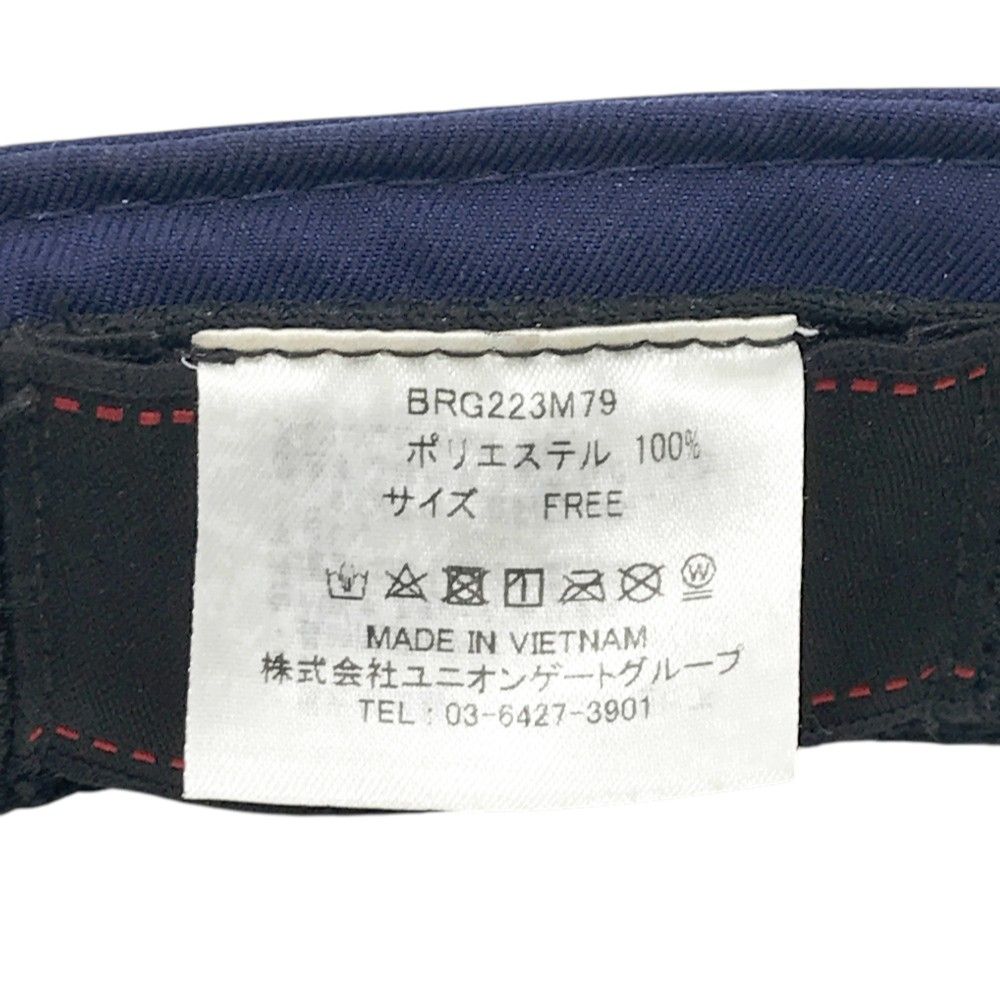 BRG223M79
ポリエステル 100%
サイズ FREE
W
MADE IN VIETNAM
株式会社ユニオンゲートグループ
TEL : 03-6427-3901